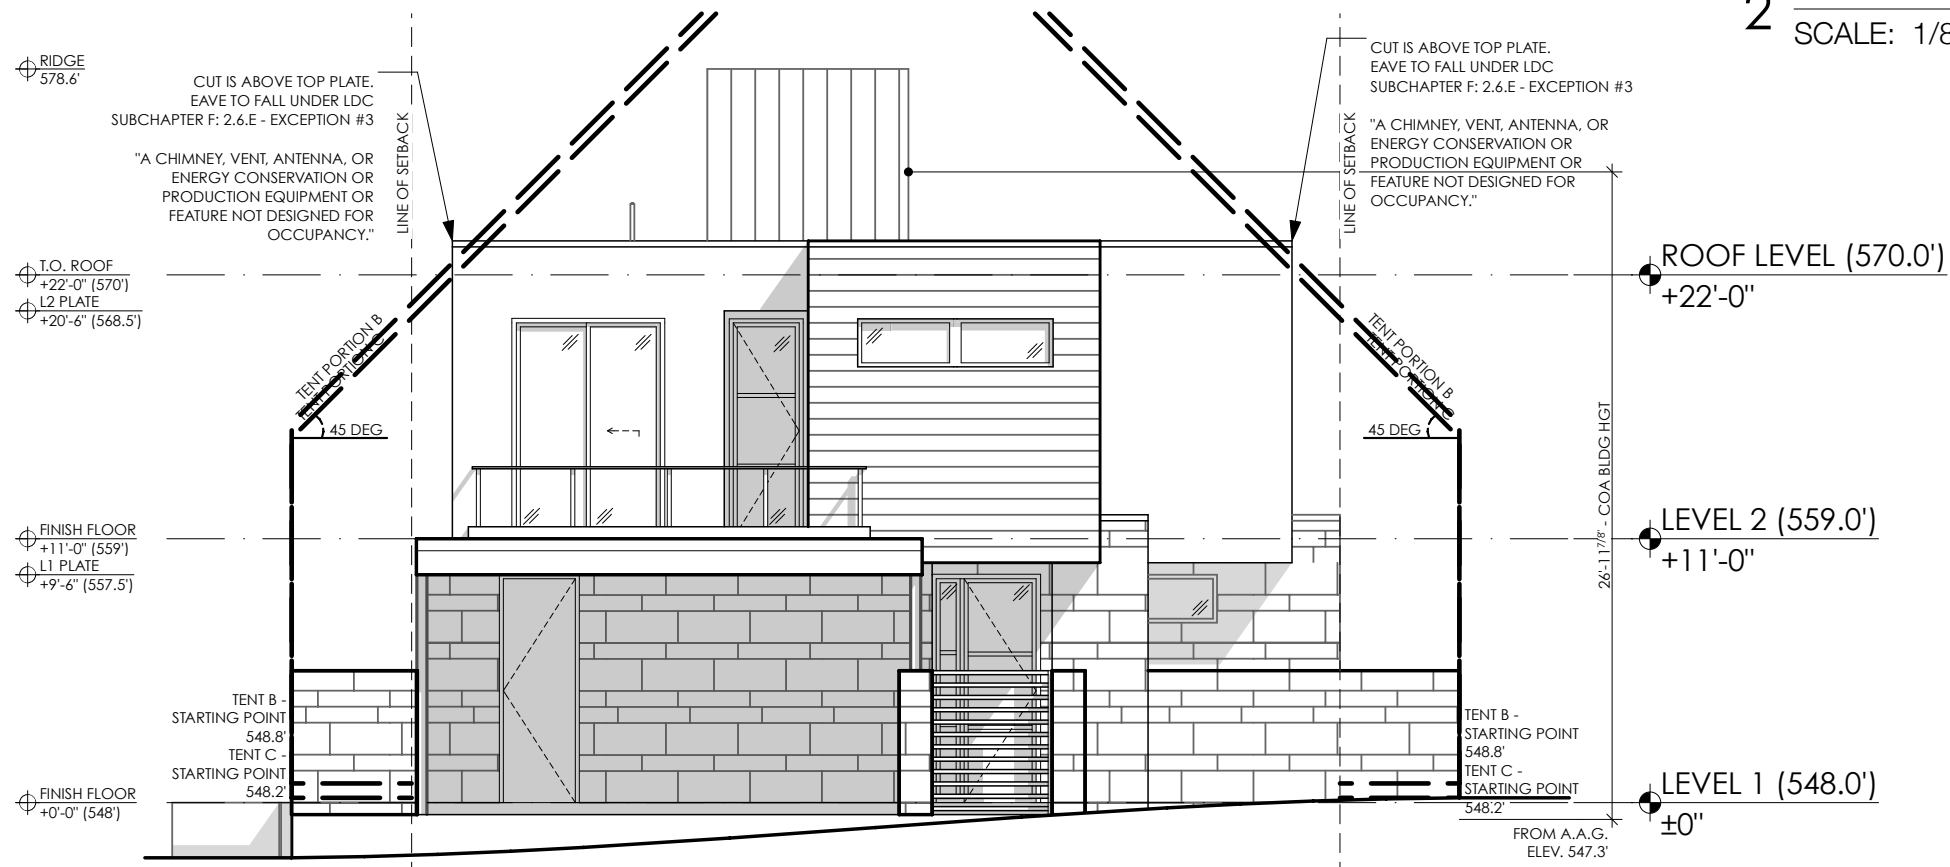 2
SCALE: 1/8
RIDGE
578.6'
CUT IS ABOVE TOP PLATE.
EAVE TO FALL UNDER LDC
SUBCHAPTER F: 2.6.E - EXCEPTION #3
"A CHIMNEY, VENT, ANTENNA, OR
ENERGY CONSERVATION OR
PRODUCTION EQUIPMENT OR
FEATURE NOT DESIGNED FOR
OCCUPANCY."
LINE OF SETBACK
CUT IS ABOVE TOP PLATE.
EAVE TO FALL UNDER LDC
SUBCHAPTER F: 2.6.E - EXCEPTION #3
"A CHIMNEY, VENT, ANTENNA, OR
ENERGY CONSERVATION OR
PRODUCTION EQUIPMENT OR
FEATURE NOT DESIGNED FOR
OCCUPANCY."
LINE OF SETBACK
T.O. ROOF
+22'-0" (570')
L2 PLATE
+20'-6" (568.5')
ROOF LEVEL (570.0')
+22'-0"
TENT PORTION B
TENT PORTION C
45 DEG
TENT PORTION B
TENT PORTION C
45 DEG
26'-11 7/8" - COA BLDG HGT
FINISH FLOOR
+11'-0" (559')
L1 PLATE
+9'-6" (557.5')
LEVEL 2 (559.0')
+11'-0"
TENT B -
STARTING POINT
548.8'
TENT C -
STARTING POINT
548.2'
TENT B -
STARTING POINT
548.8'
TENT C -
STARTING POINT
548.2'
FINISH FLOOR
+0'-0" (548')
LEVEL 1 (548.0')
±0"
FROM A.A.G.
ELEV. 547.3'